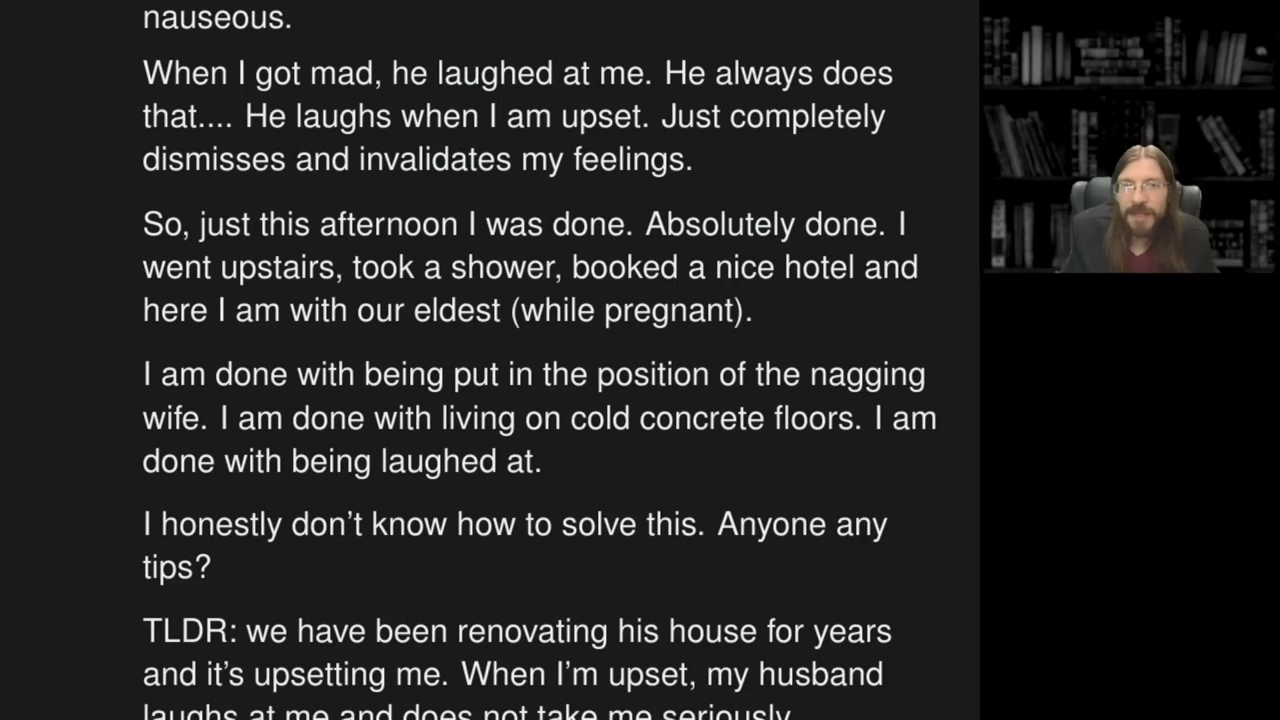 nauseous.
When I got mad, he laughed at me. He always does
that.... He laughs when I am upset. Just completely
dismisses and invalidates my feelings.
So, just this afternoon I was done. Absolutely done. I
went upstairs, took a shower, booked a nice hotel and
here I am with our eldest (while pregnant).
I am done with being put in the position of the nagging
wife. I am done with living on cold concrete floors. I am
done with being laughed at.
I honestly don't know how to solve this. Anyone any
tips?
TLDR: we have been renovating his house for years
and it's upsetting me. When I'm upset, my husband
laughs at me and does not take me seriously.